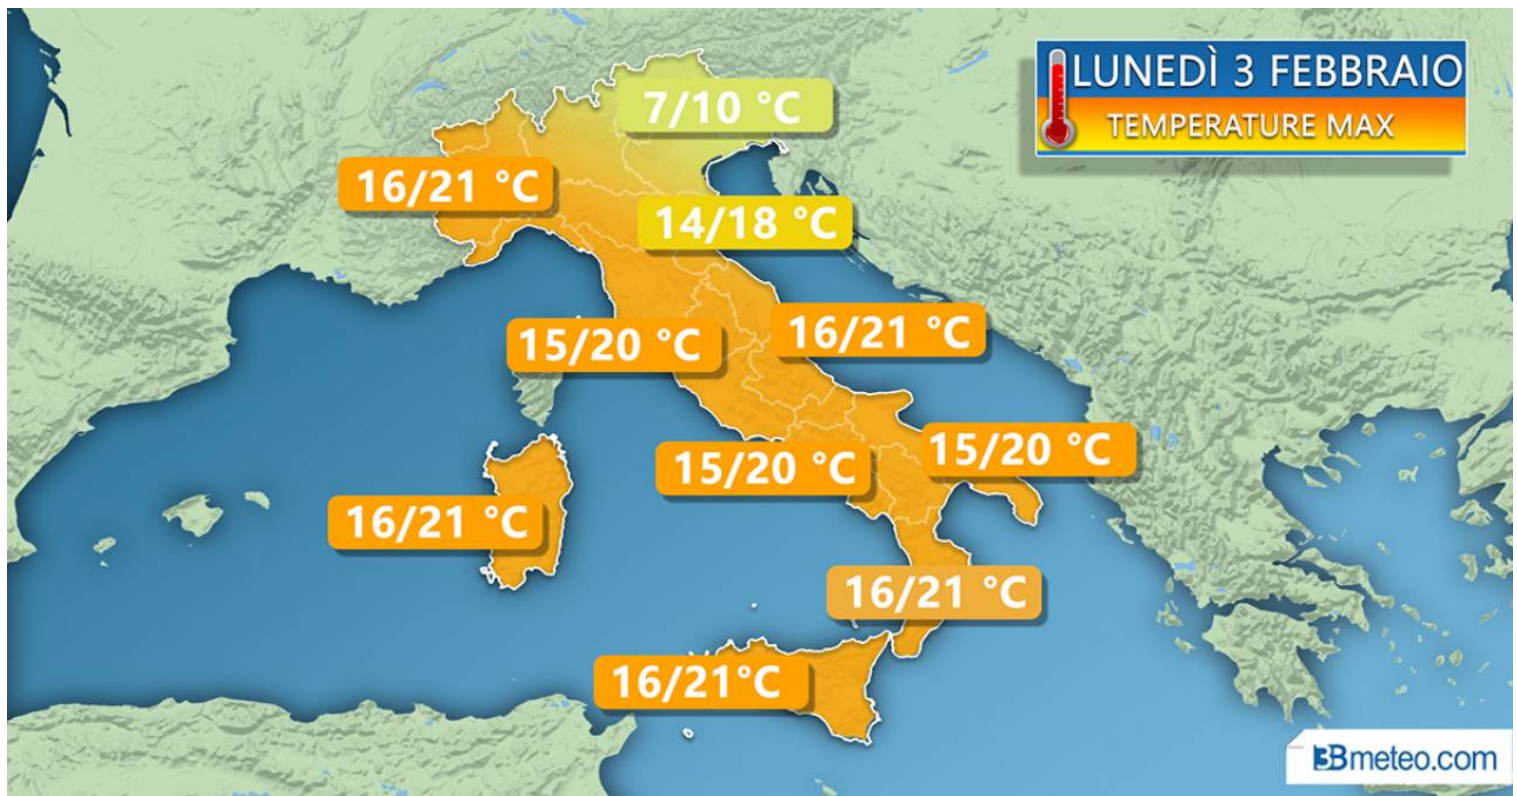 LUNEDÌ 3 FEBBRAIO
TEMPERATURE MAX
7/10 °C
16/21 °C
14/18 °C
16/21 °C
15/20 °C
15/20 °C
15/20 °C
16/21 °C
16/21 °C
16/21°C
3Bmeteo.com